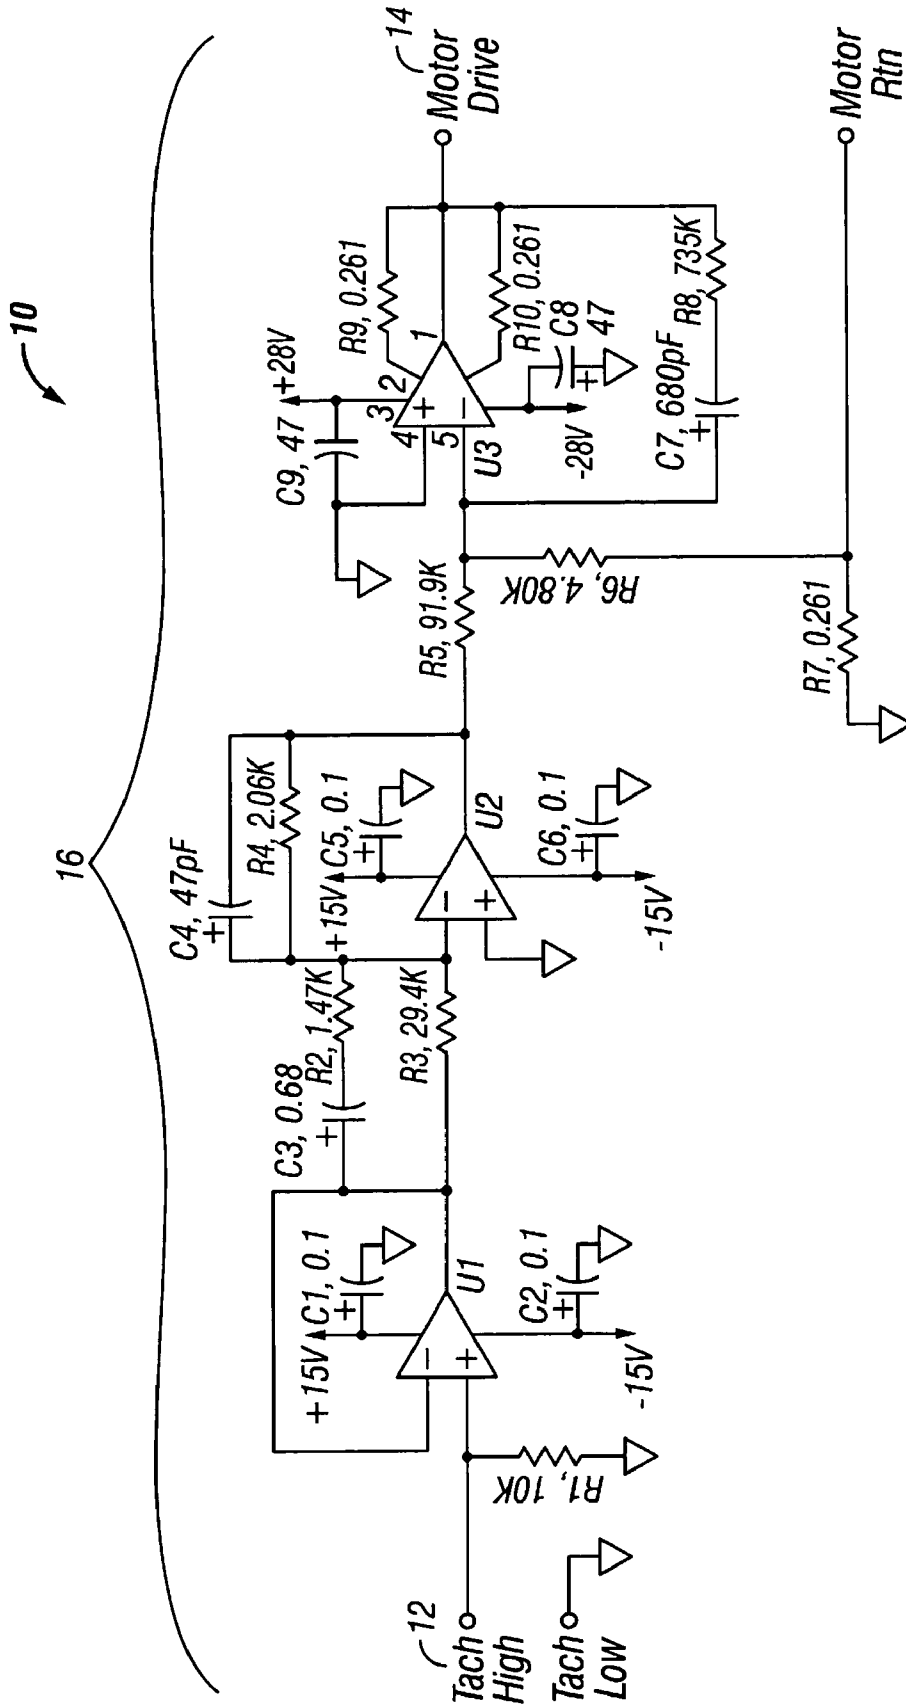 10
16
12
Tach
High
Tach
Low
R1, 10K
+15V
C1, 0.1
U1
C2, 0.1
-15V
C3, 0.68
R2, 1.47K
R3, 29.4K
C4, 47pF
R4, 2.06K
+15V
C5, 0.1
U2
C6, 0.1
-15V
R5, 91.9K
R6, 4.80K
R7, 0.261
C9, 47
+28V
R9, 0.261
3
2
4
5
1
U3
-28V
R10, 0.261
C8
47
C7, 680pF
R8, 735K
14
Motor
Drive
Motor
Rtn
+
+
+
+
+
+
+
+
+
−
+
−
+
+
−